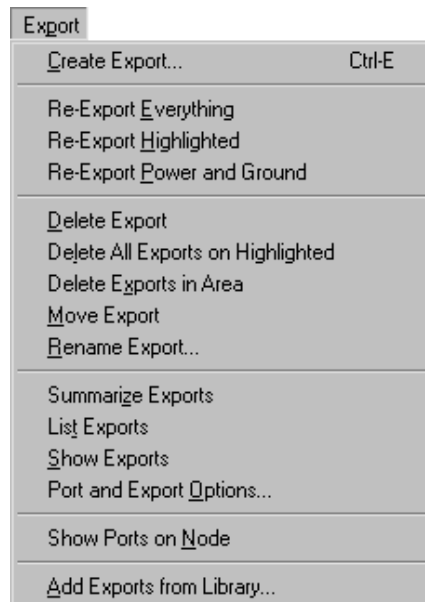 Export
Create Export... Ctrl-E
Re-Export Everything
Re-Export Highlighted
Re-Export Power and Ground
Delete Export
Delete All Exports on Highlighted
Delete Exports in Area
Move Export
Rename Export...
Summarize Exports
List Exports
Show Exports
Port and Export Options...
Show Ports on Node
Add Exports from Library...